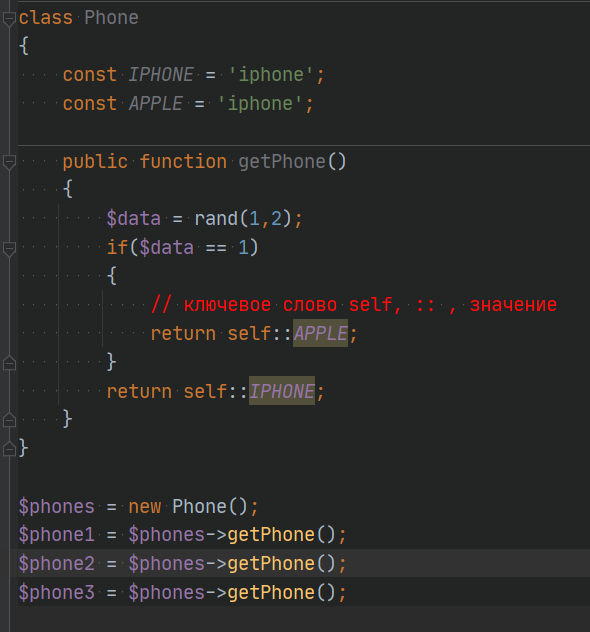 class Phone
{
    const IPHONE = 'iphone';
    const APPLE = 'iphone';

    public function getPhone()
    {
        $data = rand(1,2);
        if($data == 1)
        {
            // ключевое слово self, :: , значение
            return self::APPLE;
        }
        return self::IPHONE;
    }
}

$phones = new Phone();
$phone1 = $phones->getPhone();
$phone2 = $phones->getPhone();
$phone3 = $phones->getPhone();